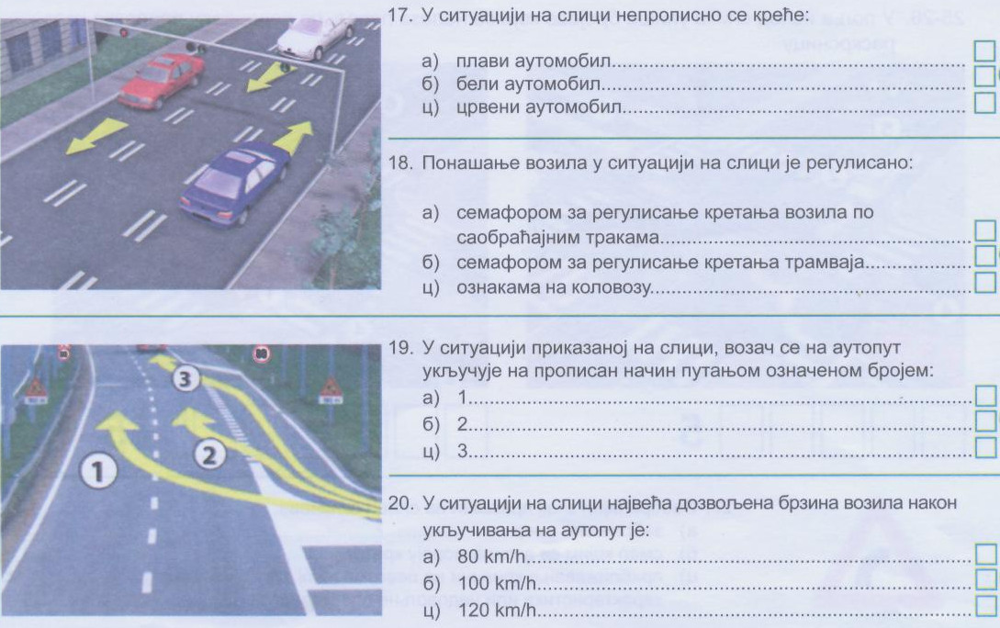 17. У ситуацији на слици непрописно се креће:
а) плави аутомобил
б) бели аутомобил
ц) црвени аутомобил
18. Понашање возила у ситуацији на слици је регулисано:
а) семафором за регулисање кретања возила по
саобраћајним тракама
б) семафором за регулисање кретања трамваја
ц) ознакама на коловозу
3
2
1
19. У ситуацији приказаној на слици, возач се на аутопут
укључује на прописан начин путањом означеном бројем:
а) 1
б) 2
ц) 3
20. У ситуацији на слици највећа дозвољена брзина возила након
укључивања на аутопут је:
а) 80 km/h
б) 100 km/h
ц) 120 km/h